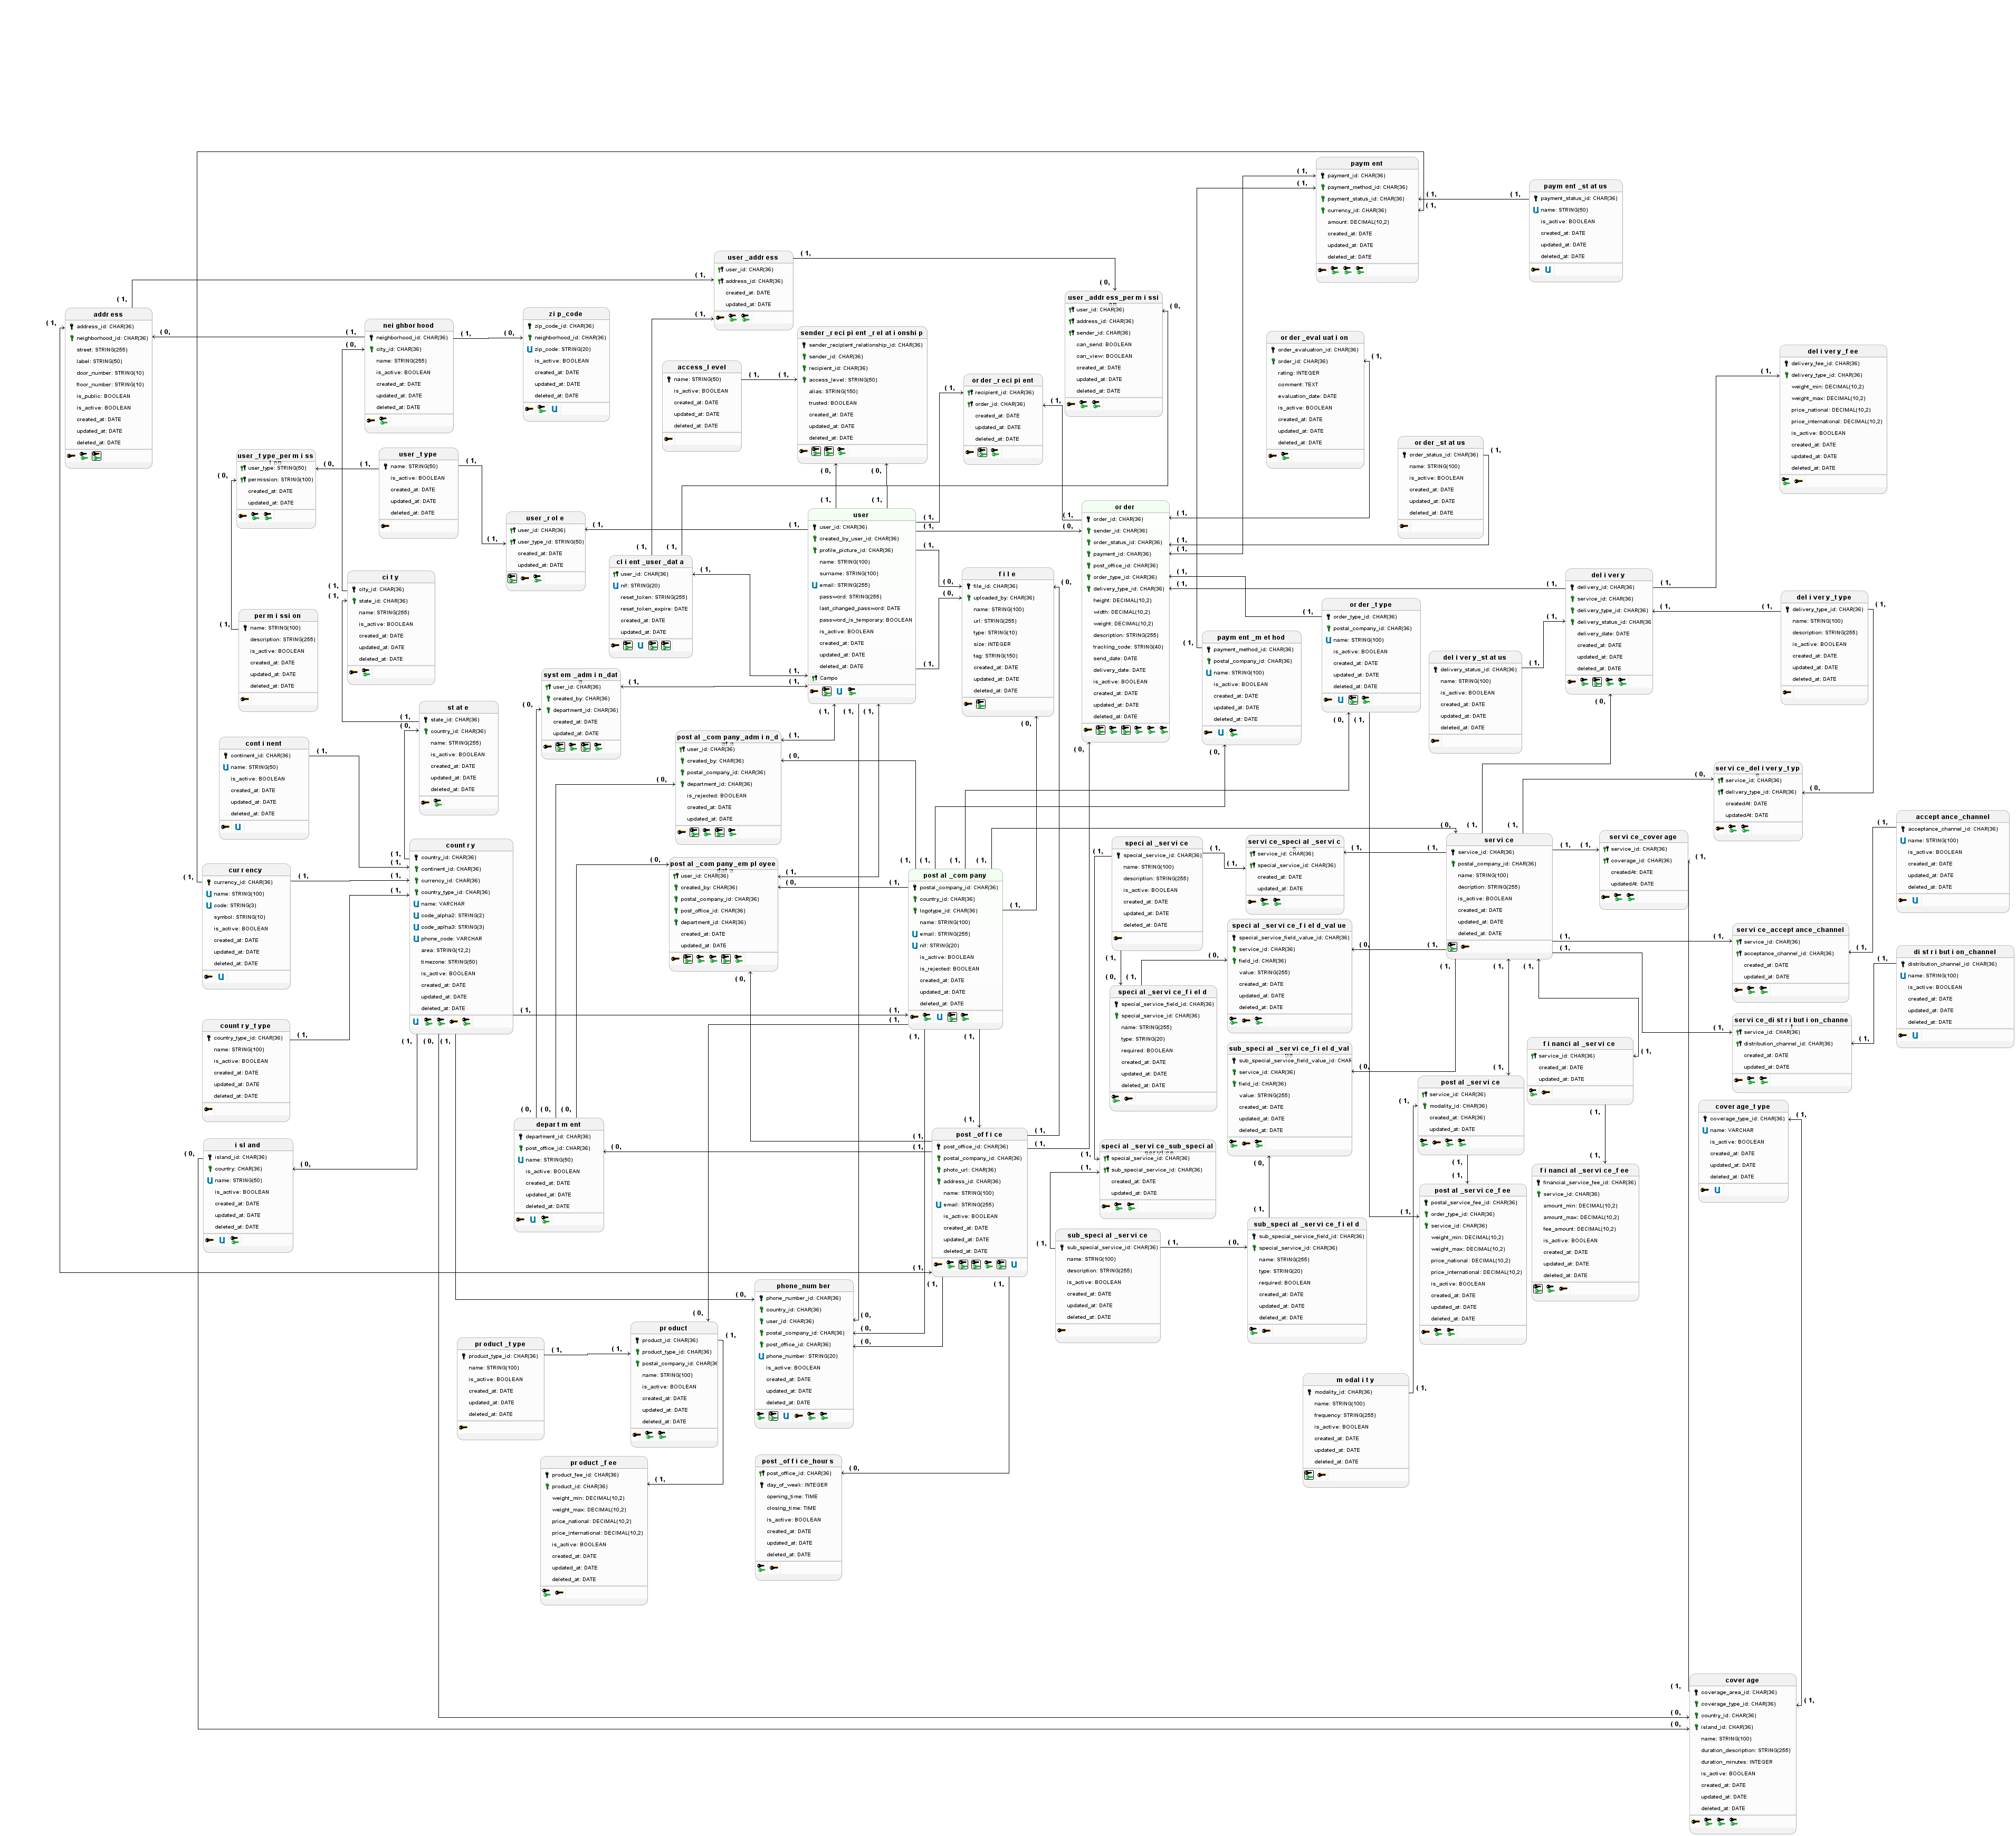 payment
payment_id: CHAR(36)
payment_method_id: CHAR(36)
payment_status_id: CHAR(36)
currency_id: CHAR(36)
amount: DECIMAL(10,2)
created_at: DATE
updated_at: DATE
deleted_at: DATE
payment_status
payment_status_id: CHAR(36)
name: STRING(50)
is_active: BOOLEAN
created_at: DATE
updated_at: DATE
deleted_at: DATE
user_address
user_id: CHAR(36)
address_id: CHAR(36)
created_at: DATE
updated_at: DATE
user_address_permissi
user_id: CHAR(36)
address_id: CHAR(36)
sender_id: CHAR(36)
can_send: BOOLEAN
can_view: BOOLEAN
created_at: DATE
updated_at: DATE
deleted_at: DATE
address
address_id: CHAR(36)
neighborhood_id: CHAR(36)
street: STRING(255)
label: STRING(50)
door_number: STRING(10)
floor_number: STRING(10)
is_public: BOOLEAN
is_active: BOOLEAN
created_at: DATE
updated_at: DATE
deleted_at: DATE
neighborhood
neighborhood_id: CHAR(36)
city_id: CHAR(36)
name: STRING(255)
is_active: BOOLEAN
created_at: DATE
updated_at: DATE
deleted_at: DATE
zip_code
zip_code_id: CHAR(36)
neighborhood_id: CHAR(36)
zip_code: STRING(20)
is_active: BOOLEAN
created_at: DATE
updated_at: DATE
deleted_at: DATE
sender_recipient_relationship
sender_recipient_relationship_id: CHAR(36)
sender_id: CHAR(36)
recipient_id: CHAR(36)
access_level: STRING(50)
alias: STRING(150)
trusted: BOOLEAN
created_at: DATE
updated_at: DATE
deleted_at: DATE
access_level
name: STRING(50)
is_active: BOOLEAN
created_at: DATE
updated_at: DATE
deleted_at: DATE
order_recipient
recipient_id: CHAR(36)
order_id: CHAR(36)
created_at: DATE
updated_at: DATE
deleted_at: DATE
order_evaluation
order_evaluation_id: CHAR(36)
order_id: CHAR(36)
rating: INTEGER
comment: TEXT
evaluation_date: DATE
is_active: BOOLEAN
created_at: DATE
updated_at: DATE
deleted_at: DATE
delivery_fee
delivery_fee_id: CHAR(36)
delivery_type_id: CHAR(36)
weight_min: DECIMAL(10,2)
weight_max: DECIMAL(10,2)
price_national: DECIMAL(10,2)
price_international: DECIMAL(10,2)
is_active: BOOLEAN
created_at: DATE
updated_at: DATE
deleted_at: DATE
order_status
order_status_id: CHAR(36)
name: STRING(100)
is_active: BOOLEAN
created_at: DATE
updated_at: DATE
deleted_at: DATE
user_type_permiss
user_type: STRING(50)
permission: STRING(100)
created_at: DATE
updated_at: DATE
user_type
name: STRING(50)
is_active: BOOLEAN
created_at: DATE
updated_at: DATE
deleted_at: DATE
user_role
user_id: CHAR(36)
user_type_id: STRING(50)
created_at: DATE
updated_at: DATE
user
user_id: CHAR(36)
created_by_user_id: CHAR(36)
profile_picture_id: CHAR(36)
name: STRING(100)
surname: STRING(100)
email: STRING(255)
password: STRING(255)
last_changed_password: DATE
password_is_temporary: BOOLEAN
is_active: BOOLEAN
created_at: DATE
updated_at: DATE
deleted_at: DATE
Campo
order
order_id: CHAR(36)
sender_id: CHAR(36)
order_status_id: CHAR(36)
payment_id: CHAR(36)
post_office_id: CHAR(36)
order_type_id: CHAR(36)
delivery_type_id: CHAR(36)
height: DECIMAL(10,2)
width: DECIMAL(10,2)
weight: DECIMAL(10,2)
description: STRING(255)
tracking_code: STRING(40)
send_date: DATE
delivery_date: DATE
is_active: BOOLEAN
created_at: DATE
updated_at: DATE
deleted_at: DATE
client_user_data
user_id: CHAR(36)
nif: STRING(20)
reset_token: STRING(255)
reset_token_expire: DATE
created_at: DATE
updated_at: DATE
file
file_id: CHAR(36)
uploaded_by: CHAR(36)
name: STRING(100)
url: STRING(255)
type: STRING(10)
size: INTEGER
tag: STRING(150)
created_at: DATE
updated_at: DATE
deleted_at: DATE
city
city_id: CHAR(36)
state_id: CHAR(36)
name: STRING(255)
is_active: BOOLEAN
created_at: DATE
updated_at: DATE
deleted_at: DATE
permission
name: STRING(100)
description: STRING(255)
is_active: BOOLEAN
created_at: DATE
updated_at: DATE
deleted_at: DATE
order_type
order_type_id: CHAR(36)
postal_company_id: CHAR(36)
name: STRING(100)
is_active: BOOLEAN
created_at: DATE
updated_at: DATE
deleted_at: DATE
delivery
delivery_id: CHAR(36)
service_id: CHAR(36)
delivery_type_id: CHAR(36)
delivery_status_id: CHAR(36
delivery_date: DATE
is_active: BOOLEAN
created_at: DATE
updated_at: DATE
deleted_at: DATE
delivery_type
delivery_type_id: CHAR(36)
name: STRING(100)
description: STRING(255)
is_active: BOOLEAN
created_at: DATE
updated_at: DATE
deleted_at: DATE
payment_method
payment_method_id: CHAR(36)
postal_company_id: CHAR(36)
name: STRING(100)
is_active: BOOLEAN
created_at: DATE
updated_at: DATE
deleted_at: DATE
delivery_status
delivery_status_id: CHAR(36)
name: STRING(100)
is_active: BOOLEAN
created_at: DATE
updated_at: DATE
deleted_at: DATE
system_admin_dat
user_id: CHAR(36)
created_by: CHAR(36)
department_id: CHAR(36)
created_at: DATE
updated_at: DATE
state
state_id: CHAR(36)
country_id: CHAR(36)
name: STRING(255)
is_active: BOOLEAN
created_at: DATE
updated_at: DATE
deleted_at: DATE
continent
continent_id: CHAR(36)
name: STRING(50)
is_active: BOOLEAN
created_at: DATE
updated_at: DATE
deleted_at: DATE
postal_company_admin_d
user_id: CHAR(36)
created_by: CHAR(36)
postal_company_id: CHAR(36)
department_id: CHAR(36)
is_rejected: BOOLEAN
created_at: DATE
updated_at: DATE
service_delivery_typ
service_id: CHAR(36)
delivery_type_id: CHAR(36)
createdAt: DATE
updatedAt: DATE
acceptance_channel
acceptance_channel_id: CHAR(36)
name: STRING(100)
is_active: BOOLEAN
created_at: DATE
updated_at: DATE
deleted_at: DATE
country
country_id: CHAR(36)
continent_id: CHAR(36)
currency_id: CHAR(36)
country_type_id: CHAR(36)
name: VARCHAR
code_alpha2: STRING(2)
code_aplha3: STRING(3)
phone_code: VARCHAR
area: STRING(12,2)
timezone: STRING(50)
is_active: BOOLEAN
created_at: DATE
updated_at: DATE
deleted_at: DATE
currency
currency_id: CHAR(36)
name: STRING(100)
code: STRING(3)
symbol: STRING(10)
is_active: BOOLEAN
created_at: DATE
updated_at: DATE
deleted_at: DATE
postal_company_employee
user_id: CHAR(36)
created_by: CHAR(36)
postal_company_id: CHAR(36)
post_office_id: CHAR(36)
department_id: CHAR(36)
created_at: DATE
updated_at: DATE
postal_company
postal_company_id: CHAR(36)
country_id: CHAR(36)
logotype_id: CHAR(36)
name: STRING(100)
email: STRING(255)
nif: STRING(20)
is_active: BOOLEAN
is_rejected: BOOLEAN
created_at: DATE
updated_at: DATE
deleted_at: DATE
special_service
special_service_id: CHAR(36)
name: STRING(100)
description: STRING(255)
is_active: BOOLEAN
created_at: DATE
updated_at: DATE
deleted_at: DATE
service_special_servic
service_id: CHAR(36)
special_service_id: CHAR(36)
created_at: DATE
updated_at: DATE
service
service_id: CHAR(36)
postal_company_id: CHAR(36)
name: STRING(100)
decription: STRING(255)
is_active: BOOLEAN
created_at: DATE
updated_at: DATE
deleted_at: DATE
service_coverage
service_id: CHAR(36)
coverage_id: CHAR(36)
createdAt: DATE
updatedAt: DATE
special_service_field_value
special_service_field_value_id: CHAR(36)
service_id: CHAR(36)
field_id: CHAR(36)
value: STRING(255)
created_at: DATE
updated_at: DATE
deleted_at: DATE
service_acceptance_channel
service_id: CHAR(36)
acceptance_channel_id: CHAR(36)
created_at: DATE
updated_at: DATE
distribution_channel
distribution_channel_id: CHAR(36)
name: STRING(100)
is_active: BOOLEAN
created_at: DATE
updated_at: DATE
deleted_at: DATE
special_service_field
special_service_field_id: CHAR(36)
special_service_id: CHAR(36)
name: STRING(255)
type: STRING(20)
required: BOOLEAN
created_at: DATE
updated_at: DATE
deleted_at: DATE
service_distribution_channe
service_id: CHAR(36)
distribution_channel_id: CHAR(36)
created_at: DATE
updated_at: DATE
country_type
country_type_id: CHAR(36)
name: STRING(100)
is_active: BOOLEAN
created_at: DATE
updated_at: DATE
deleted_at: DATE
sub_special_service_field_val
sub_special_service_field_value_id: CHAR
service_id: CHAR(36)
field_id: CHAR(36)
value: STRING(255)
created_at: DATE
updated_at: DATE
deleted_at: DATE
financial_service
service_id: CHAR(36)
created_at: DATE
updated_at: DATE
postal_service
service_id: CHAR(36)
modality_id: CHAR(36)
created_at: CHAR(36)
updated_at: DATE
coverage_type
coverage_type_id: CHAR(36)
name: VARCHAR
is_active: BOOLEAN
created_at: DATE
updated_at: DATE
deleted_at: DATE
department
department_id: CHAR(36)
post_office_id: CHAR(36)
name: STRING(50)
is_active: BOOLEAN
created_at: DATE
updated_at: DATE
deleted_at: DATE
post_office
post_office_id: CHAR(36)
postal_company_id: CHAR(36)
photo_url: CHAR(36)
address_id: CHAR(36)
name: STRING(100)
email: STRING(255)
is_active: BOOLEAN
created_at: DATE
updated_at: DATE
deleted_at: DATE
island
island_id: CHAR(36)
country: CHAR(36)
name: STRING(50)
is_active: BOOLEAN
created_at: DATE
updated_at: DATE
deleted_at: DATE
special_service_sub_special
special_service_id: CHAR(36)
sub_special_service_id: CHAR(36)
created_at: DATE
updated_at: DATE
financial_service_fee
financial_service_fee_id: CHAR(36)
service_id: CHAR(36)
amount_min: DECIMAL(10,2)
amount_max: DECIMAL(10,2)
fee_amount: DECIMAL(10,2)
is_active: BOOLEAN
created_at: DATE
updated_at: DATE
deleted_at: DATE
postal_service_fee
postal_service_fee_id: CHAR(36)
order_type_id: CHAR(36)
service_id: CHAR(36)
weight_min: DECIMAL(10,2)
weight_max: DECIMAL(10,2)
price_national: DECIMAL(10,2)
price_international: DECIMAL(10,2)
is_active: BOOLEAN
created_at: DATE
updated_at: DATE
deleted_at: DATE
sub_special_service
sub_special_service_id: CHAR(36)
name: STRNG(100)
description: STRING(255)
is_active: BOOLEAN
created_at: DATE
updated_at: DATE
deleted_at: DATE
sub_special_service_field
sub_special_service_field_id: CHAR(36)
special_service_id: CHAR(36)
name: STRING(255)
type: STRING(20)
required: BOOLEAN
created_at: DATE
updated_at: DATE
deleted_at: DATE
phone_number
phone_number_id: CHAR(36)
country_id: CHAR(36)
user_id: CHAR(36)
postal_company_id: CHAR(36)
post_office_id: CHAR(36)
phone_number: STRING(20)
is_active: BOOLEAN
created_at: DATE
updated_at: DATE
deleted_at: DATE
product
product_id: CHAR(36)
product_type_id: CHAR(36)
postal_company_id: CHAR(36
name: STRING(100)
is_active: BOOLEAN
created_at: DATE
updated_at: DATE
deleted_at: DATE
product_type
product_type_id: CHAR(36)
name: STRING(100)
is_active: BOOLEAN
created_at: DATE
updated_at: DATE
deleted_at: DATE
modality
modality_id: CHAR(36)
name: STRING(100)
frequency: STRING(255)
is_active: BOOLEAN
created_at: DATE
updated_at: DATE
deleted_at: DATE
product_fee
product_fee_id: CHAR(36)
product_id: CHAR(36)
weight_min: DECIMAL(10,2)
weight_max: DECIMAL(10,2)
price_national: DECIMAL(10,2)
price_international: DECIMAL(10,2)
is_active: BOOLEAN
created_at: DATE
updated_at: DATE
deleted_at: DATE
post_office_hours
post_office_id: CHAR(36)
day_of_week: INTEGER
opening_time: TIME
closing_time: TIME
is_active: BOOLEAN
created_at: DATE
updated_at: DATE
deleted_at: DATE
coverage
coverage_area_id: CHAR(36)
coverage_type_id: CHAR(36)
country_id: CHAR(36)
island_id: CHAR(36)
name: STRING(100)
duration_description: STRING(255)
duration_minutes: INTEGER
is_active: BOOLEAN
created_at: DATE
updated_at: DATE
deleted_at: DATE